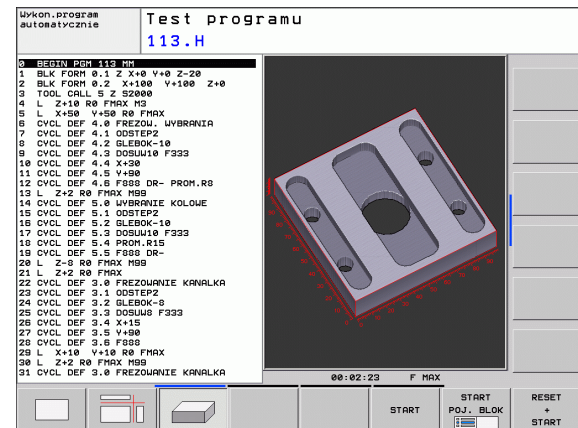 Wykon.program
automatycznie
Test programu
113.H
0 BEGIN PGM 113 MM
1 BLK FORM 0.1 Z X+0 Y+0 Z-20
2 BLK FORM 0.2 X+100 Y+100 Z+0
3 TOOL CALL 5 Z S2000
4 L Z+10 R0 FMAX M3
5 L X+50 Y+50 R0 FMAX
6 CYCL DEF 4.0 FREZOW. WYBRANIA
7 CYCL DEF 4.1 ODSTEP2
8 CYCL DEF 4.2 GLEBOK-10
9 CYCL DEF 4.3 DOSUW10 F333
10 CYCL DEF 4.4 X+30
11 CYCL DEF 4.5 Y+90
12 CYCL DEF 4.6 F888 DR- PROM.R8
13 L Z+2 R0 FMAX M99
14 CYCL DEF 5.0 WYBRANIE KOLOWE
15 CYCL DEF 5.1 ODSTEP2
16 CYCL DEF 5.2 GLEBOK-10
17 CYCL DEF 5.3 DOSUW10 F333
18 CYCL DEF 5.4 PROM.R15
19 CYCL DEF 5.5 F888 DR-
20 L Z-8 R0 FMAX M99
21 L Z+2 R0 FMAX
22 CYCL DEF 3.0 FREZOWANIE KANALKA
23 CYCL DEF 3.1 ODSTEP2
24 CYCL DEF 3.2 GLEBOK-8
25 CYCL DEF 3.3 DOSUW8 F333
26 CYCL DEF 3.4 X+15
27 CYCL DEF 3.5 Y+90
28 CYCL DEF 3.6 F888
29 L X+10 Y+10 R0 FMAX
30 L Z+2 R0 FMAX M99
31 CYCL DEF 3.0 FREZOWANIE KANALKA
00:02:23 F MAX
START
START
POJ. BLOK
RESET
+
START